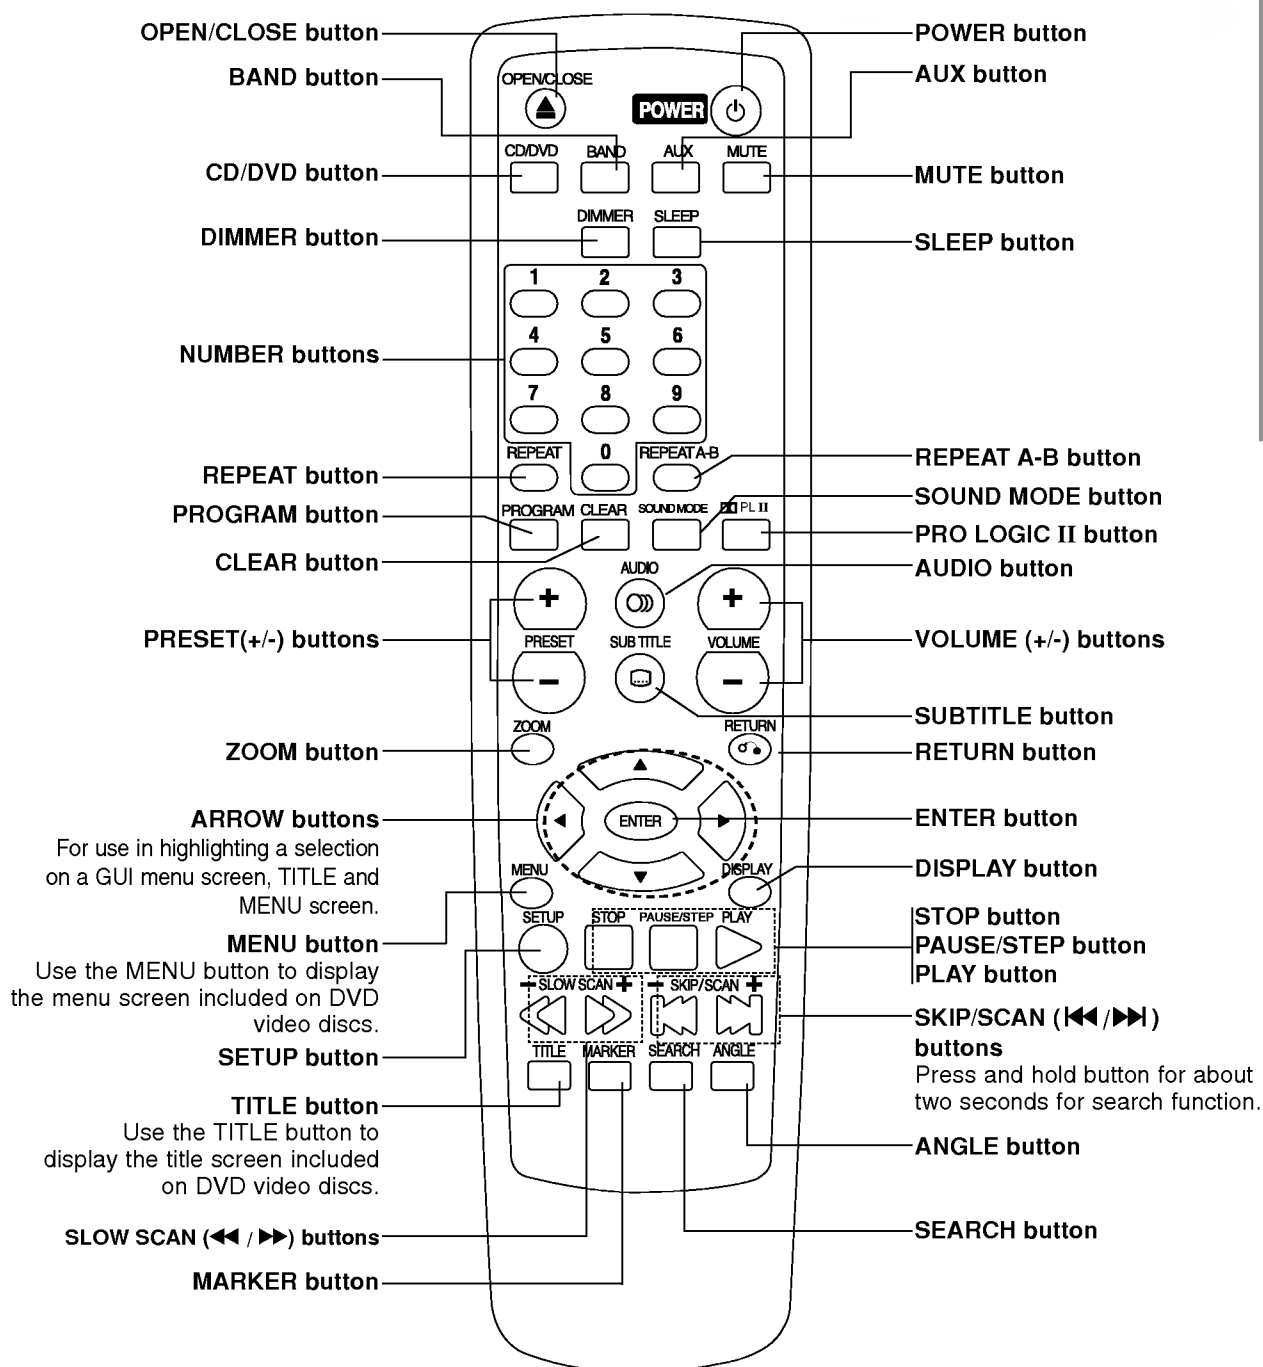 OPEN/CLOSE button
BAND button
CD/DVD button
DIMMER button
NUMBER buttons
REPEAT button
PROGRAM button
CLEAR button
PRESET(+/-) buttons
ZOOM button
ARROW buttons
For use in highlighting a selection
on a GUI menu screen, TITLE and
MENU screen.
MENU button
Use the MENU button to display
the menu screen included on DVD
video discs.
SETUP button
TITLE button
Use the TITLE button to
display the title screen included
on DVD video discs.
SLOW SCAN (◀◀ / ▶▶) buttons
MARKER button
OPEN/CLOSE
POWER
CD/DVD BAND AUX MUTE
DIMMER SLEEP
1 2 3
4 5 6
7 8 9
REPEAT 0 REPEAT A-B
PROGRAM CLEAR SOUND MODE PL II
AUDIO
+ +
PRESET SUB TITLE VOLUME
− −
ZOOM RETURN
▲
◀ ENTER ▶
▼
MENU DISPLAY
SETUP STOP PAUSE/STEP PLAY
− SLOW SCAN + − SKIP/SCAN +
TITLE MARKER SEARCH ANGLE
POWER button
AUX button
MUTE button
SLEEP button
REPEAT A-B button
SOUND MODE button
PRO LOGIC II button
AUDIO button
VOLUME (+/-) buttons
SUBTITLE button
RETURN button
ENTER button
DISPLAY button
STOP button
PAUSE/STEP button
PLAY button
SKIP/SCAN (⏮ / ⏭)
buttons
Press and hold button for about
two seconds for search function.
ANGLE button
SEARCH button